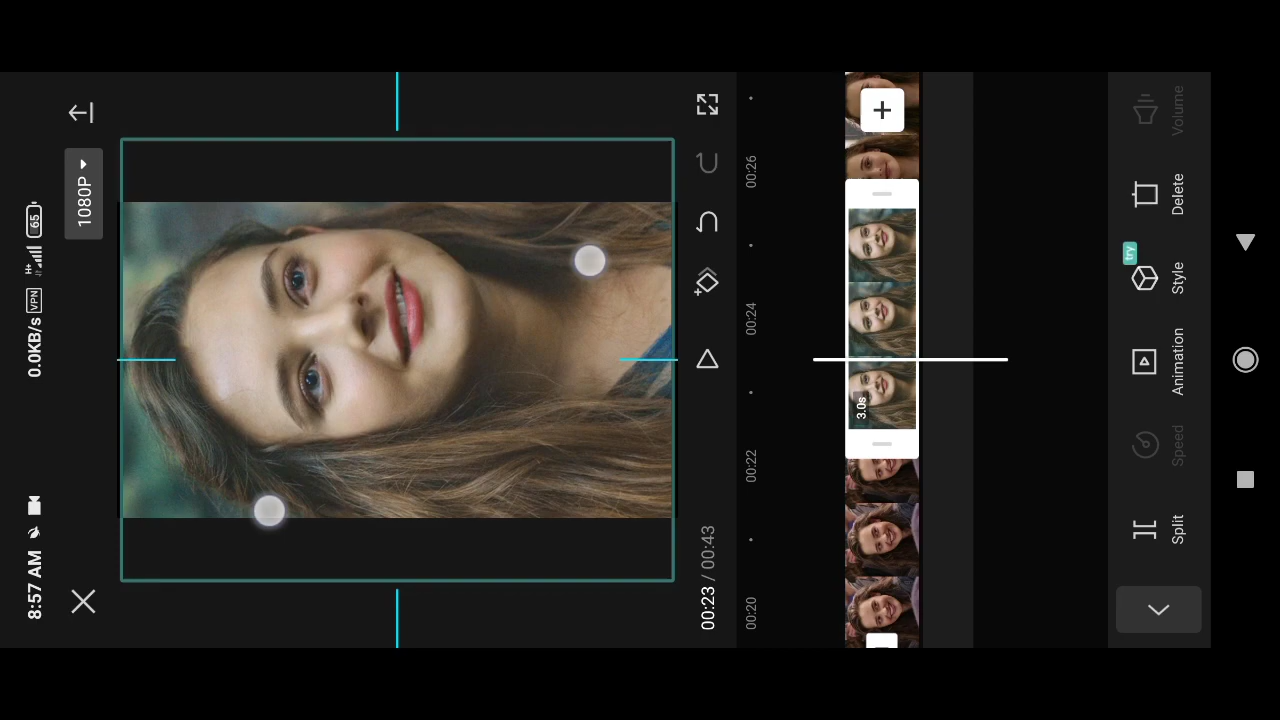 8:57 AM
0.0KB/s VPN H+ 65
1080P
00:23 / 00:43
00:20
00:22
00:24
00:26
3.0s
Split
Speed
Animation
try
Style
Delete
Volume